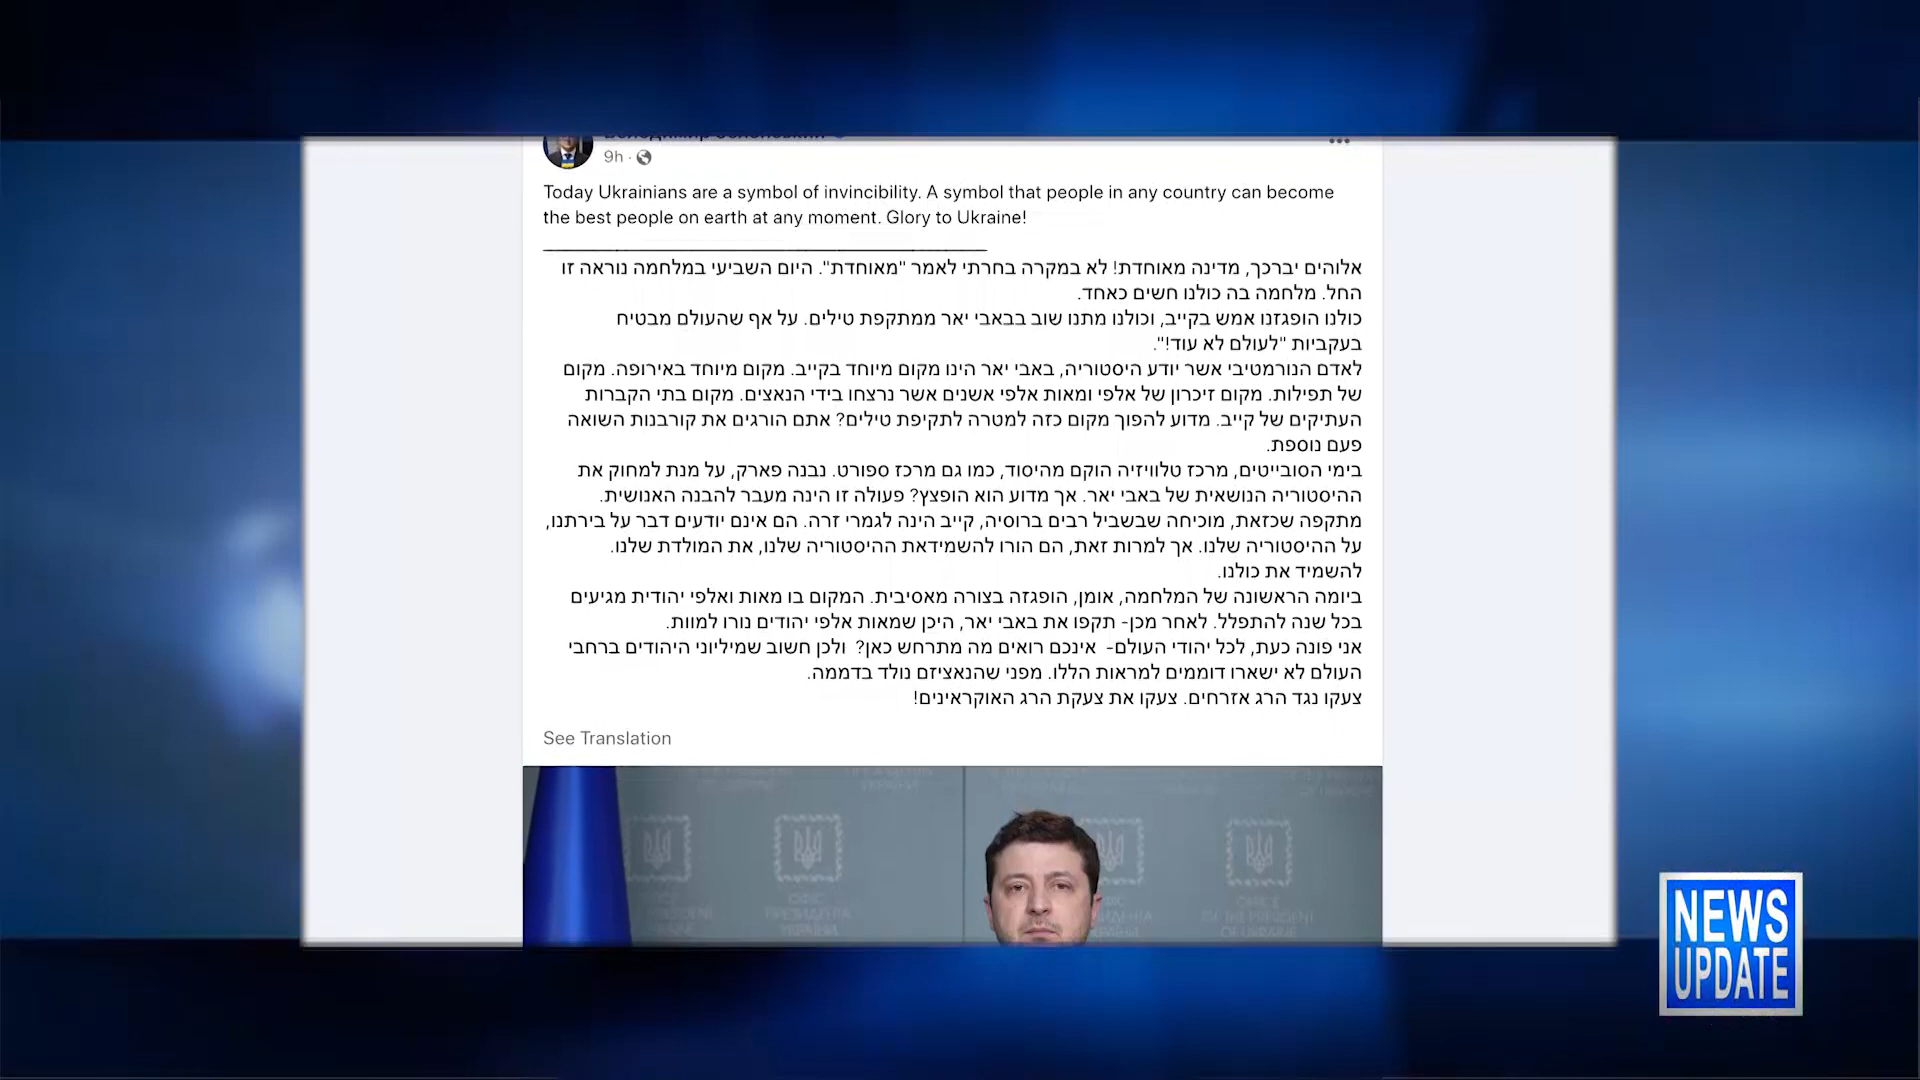 9h
Today Ukrainians are a symbol of invincibility. A symbol that people in any country can become
the best people on earth at any moment. Glory to Ukraine!
אלוהים יברכך, מדינה מאוחדת! לא במקרה בחרתי לאמר "מאוחדת". היום השביעי במלחמה נוראה זו
החל. מלחמה בה כולנו חשים כאחד.
כולנו הופגזנו אמש בקייב, וכולנו מתנו שוב בבאבי יאר ממתקפת טילים. על אף שהעולם מבטיח
בעקביות "לעולם לא עוד!".
לאדם הנורמטיבי אשר יודע היסטוריה, באבי יאר הינו מקום מיוחד בקייב. מקום מיוחד באירופה. מקום
של תפילות. מקום זיכרון של אלפי ומאות אלפי אשנים אשר נרצחו בידי הנאצים. מקום בתי הקברות
העתיקים של קייב. מדוע להפוך מקום כזה למטרה לתקיפת טילים? אתם הורגים את קורבנות השואה
פעם נוספת.
בימי הסובייטים, מרכז טלוויזיה הוקם מהיסוד, כמו גם מרכז ספורט. נבנה פארק, על מנת למחוק את
ההיסטוריה הנושאית של באבי יאר. אך מדוע הוא הופצץ? פעולה זו הינה מעבר להבנה האנושית.
מתקפה שכזאת, מוכיחה שבשביל רבים ברוסיה, קייב הינה לגמרי זרה. הם אינם יודעים דבר על בירתנו,
על ההיסטוריה שלנו. אך למרות זאת, הם הורו להשמידאת ההיסטוריה שלנו, את המולדת שלנו.
להשמיד את כולנו.
ביומה הראשונה של המלחמה, אומן, הופגזה בצורה מאסיבית. המקום בו מאות ואלפי יהודית מגיעים
בכל שנה להתפלל. לאחר מכן- תקפו את באבי יאר, היכן שמאות אלפי יהודים נורו למוות.
אני פונה כעת, לכל יהודי העולם- אינכם רואים מה מתרחש כאן? ולכן חשוב שמיליוני היהודים ברחבי
העולם לא ישארו דוממים למראות הללו. מפני שהנאציזם נולד בדממה.
צעקו נגד הרג אזרחים. צעקו את צעקת הרג האוקראינים!
See Translation
ОФІС
ПРЕЗИДЕНТА
УКРАЇНИ
OFFICE
OF THE PRESIDENT
OF UKRAINE
NEWS
UPDATE